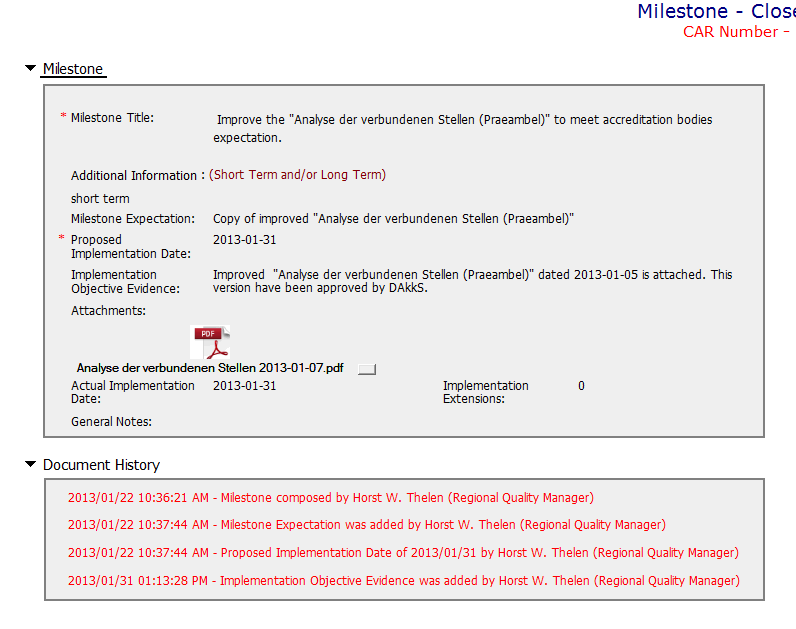 Milestone - Close
CAR Number -
Milestone
* Milestone Title: Improve the "Analyse der verbundenen Stellen (Praeambel)" to meet accreditation bodies
expectation.
Additional Information : (Short Term and/or Long Term)
short term
Milestone Expectation: Copy of improved "Analyse der verbundenen Stellen (Praeambel)"
* Proposed 2013-01-31
Implementation Date:
Implementation Improved "Analyse der verbundenen Stellen (Praeambel)" dated 2013-01-05 is attached. This
Objective Evidence: version have been approved by DAkkS.
Attachments:
PDF
Analyse der verbundenen Stellen 2013-01-07.pdf
Actual Implementation 2013-01-31 Implementation 0
Date: Extensions:
General Notes:
Document History
2013/01/22 10:36:21 AM - Milestone composed by Horst W. Thelen (Regional Quality Manager)
2013/01/22 10:37:44 AM - Milestone Expectation was added by Horst W. Thelen (Regional Quality Manager)
2013/01/22 10:37:44 AM - Proposed Implementation Date of 2013/01/31 by Horst W. Thelen (Regional Quality Manager)
2013/01/31 01:13:28 PM - Implementation Objective Evidence was added by Horst W. Thelen (Regional Quality Manager)